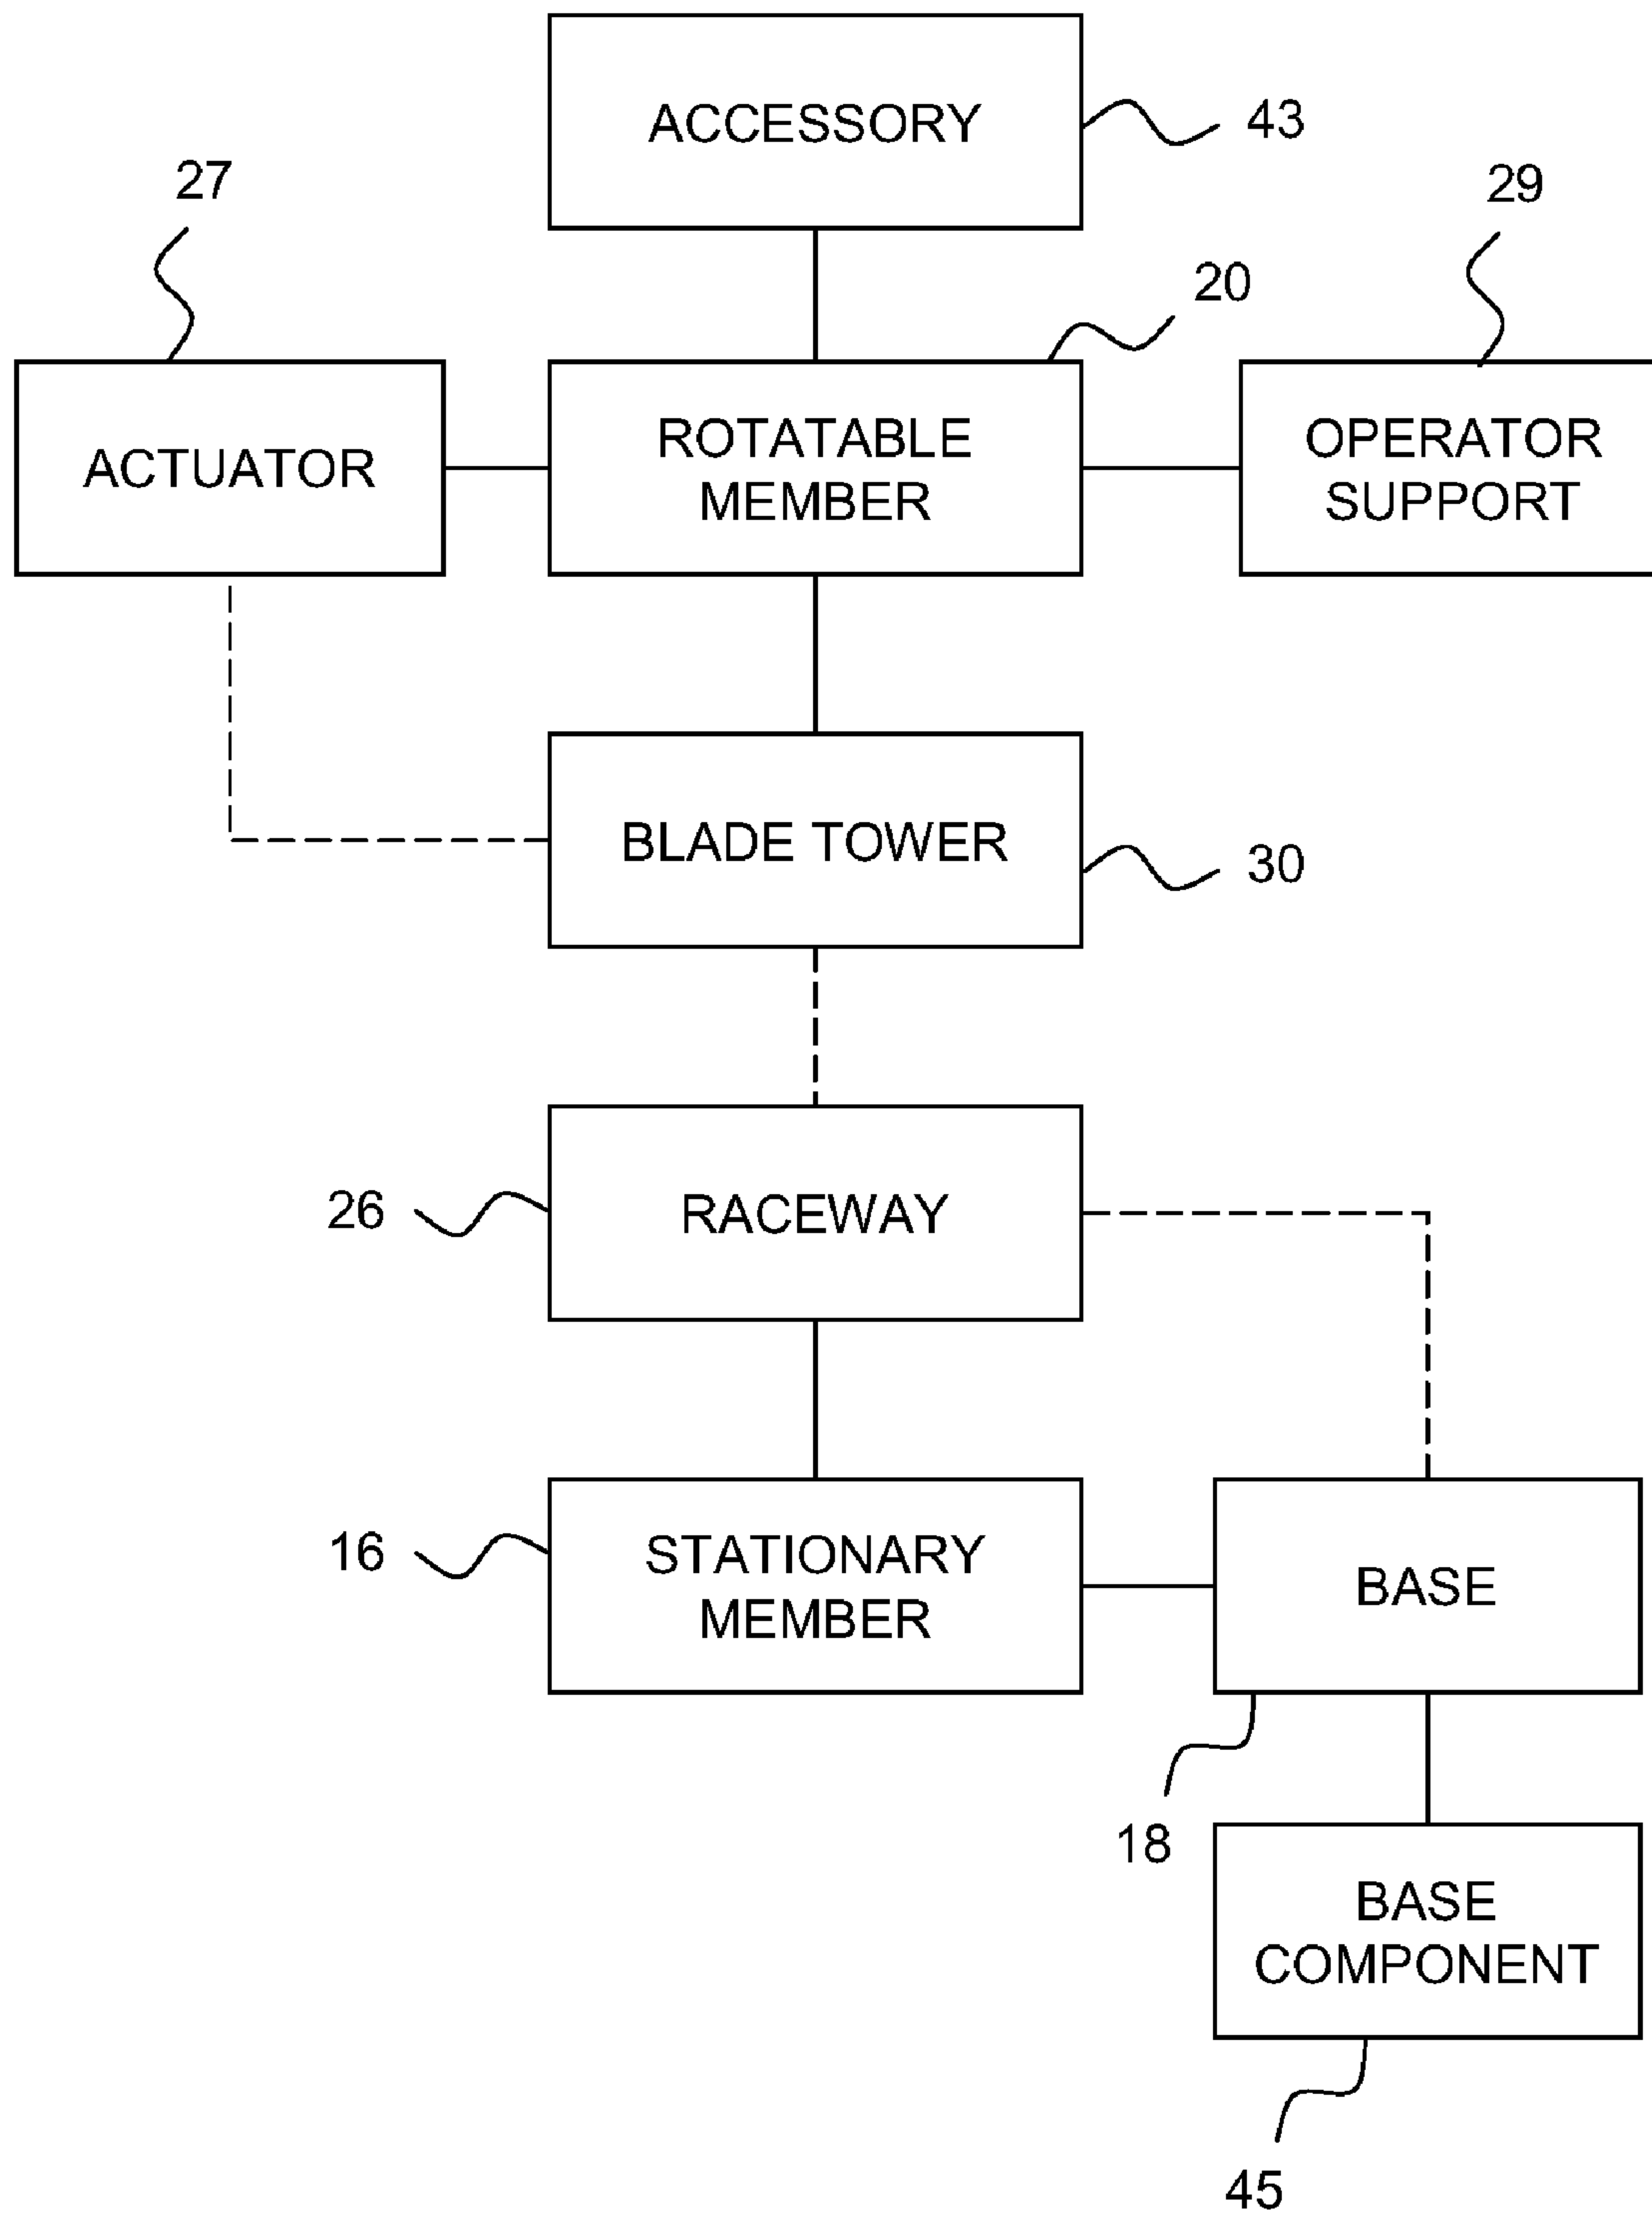 ACCESSORY
43
27
29
20
ACTUATOR
ROTATABLE
MEMBER
OPERATOR
SUPPORT
BLADE TOWER
30
26
RACEWAY
16
STATIONARY
MEMBER
BASE
18
BASE
COMPONENT
45